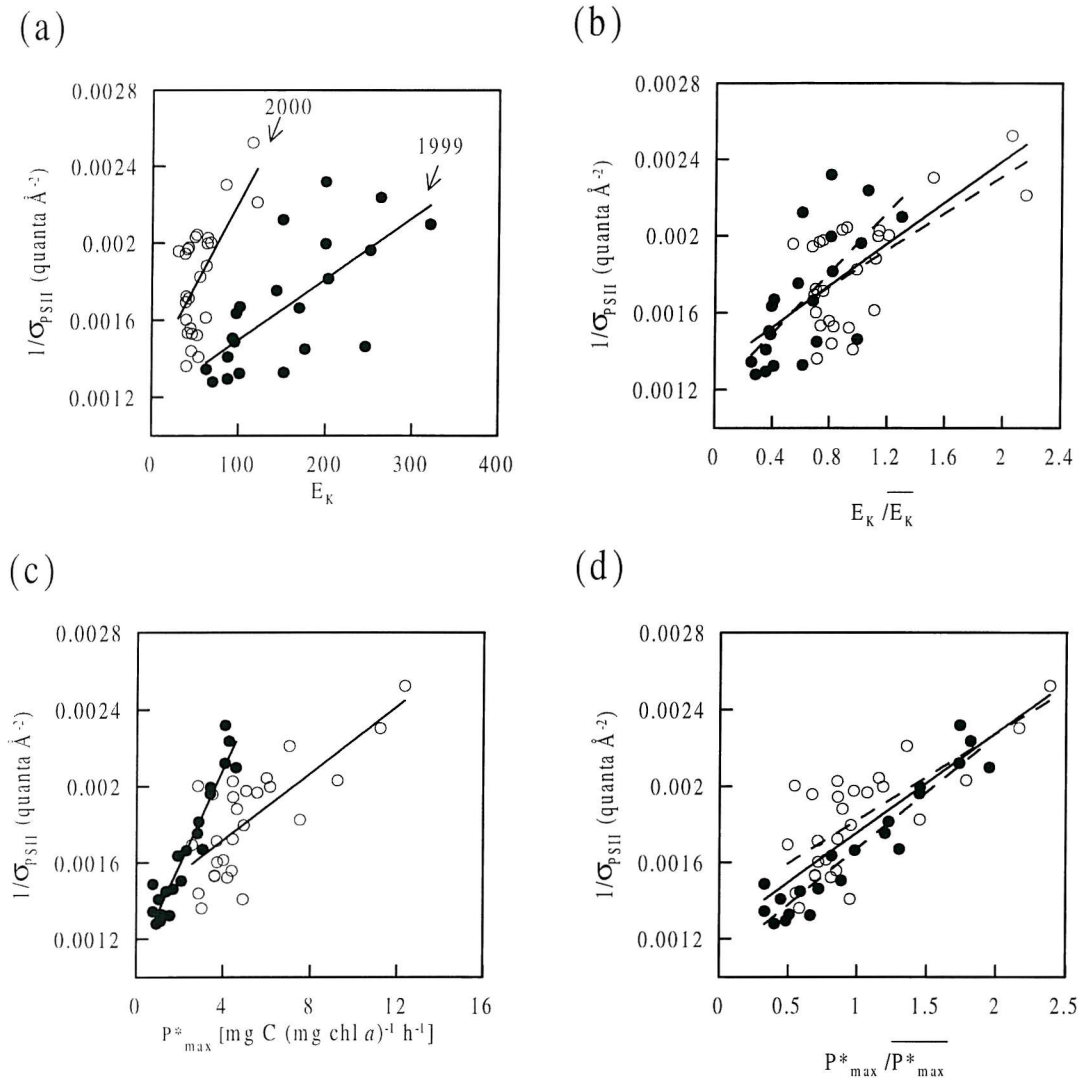 (a)
0.0028
0.0024
0.002
0.0016
0.0012
1/σPSII (quanta Å-2)
2000
1999
0 100 200 300 400
EK
(b)
0.0028
0.0024
0.002
0.0016
0.0012
1/σPSII (quanta Å-2)
0 0.4 0.8 1.2 1.6 2 2.4
EK /EK
(c)
0.0028
0.0024
0.002
0.0016
0.0012
1/σPSII (quanta Å-2)
0 4 8 12 16
P*max [mg C (mg chl a)-1 h-1]
(d)
0.0028
0.0024
0.002
0.0016
0.0012
1/σPSII (quanta Å-2)
0 0.5 1 1.5 2 2.5
P*max /P*max